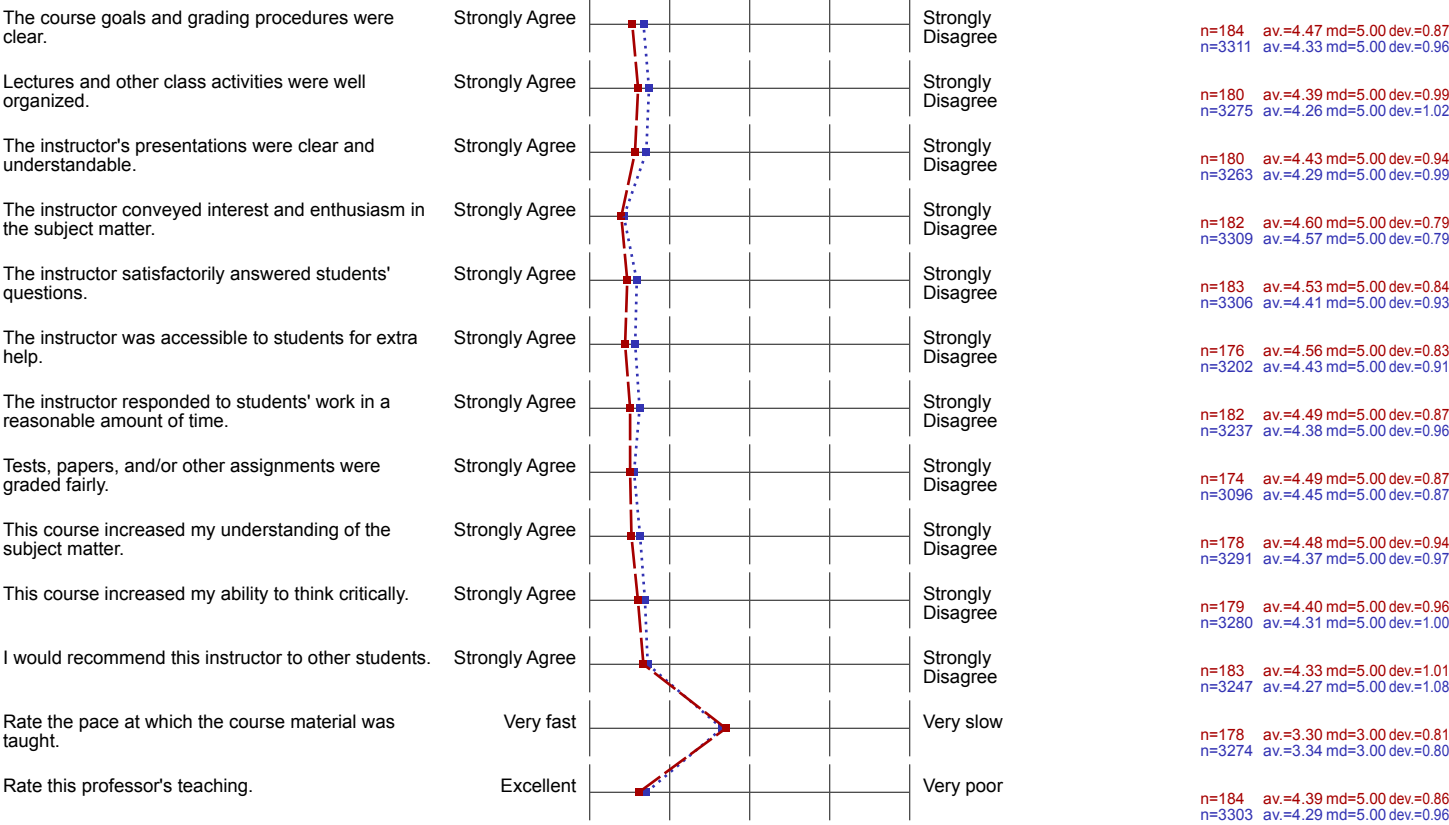 The course goals and grading procedures were
clear.
Strongly Agree
Strongly
Disagree
n=184 av.=4.47 md=5.00 dev.=0.87
n=3311 av.=4.33 md=5.00 dev.=0.96
Lectures and other class activities were well
organized.
Strongly Agree
Strongly
Disagree
n=180 av.=4.39 md=5.00 dev.=0.99
n=3275 av.=4.26 md=5.00 dev.=1.02
The instructor's presentations were clear and
understandable.
Strongly Agree
Strongly
Disagree
n=180 av.=4.43 md=5.00 dev.=0.94
n=3263 av.=4.29 md=5.00 dev.=0.99
The instructor conveyed interest and enthusiasm in
the subject matter.
Strongly Agree
Strongly
Disagree
n=182 av.=4.60 md=5.00 dev.=0.79
n=3309 av.=4.57 md=5.00 dev.=0.79
The instructor satisfactorily answered students'
questions.
Strongly Agree
Strongly
Disagree
n=183 av.=4.53 md=5.00 dev.=0.84
n=3306 av.=4.41 md=5.00 dev.=0.93
The instructor was accessible to students for extra
help.
Strongly Agree
Strongly
Disagree
n=176 av.=4.56 md=5.00 dev.=0.83
n=3202 av.=4.43 md=5.00 dev.=0.91
The instructor responded to students' work in a
reasonable amount of time.
Strongly Agree
Strongly
Disagree
n=182 av.=4.49 md=5.00 dev.=0.87
n=3237 av.=4.38 md=5.00 dev.=0.96
Tests, papers, and/or other assignments were
graded fairly.
Strongly Agree
Strongly
Disagree
n=174 av.=4.49 md=5.00 dev.=0.87
n=3096 av.=4.45 md=5.00 dev.=0.87
This course increased my understanding of the
subject matter.
Strongly Agree
Strongly
Disagree
n=178 av.=4.48 md=5.00 dev.=0.94
n=3291 av.=4.37 md=5.00 dev.=0.97
This course increased my ability to think critically.
Strongly Agree
Strongly
Disagree
n=179 av.=4.40 md=5.00 dev.=0.96
n=3280 av.=4.31 md=5.00 dev.=1.00
I would recommend this instructor to other students.
Strongly Agree
Strongly
Disagree
n=183 av.=4.33 md=5.00 dev.=1.01
n=3247 av.=4.27 md=5.00 dev.=1.08
Rate the pace at which the course material was
taught.
Very fast
Very slow
n=178 av.=3.30 md=3.00 dev.=0.81
n=3274 av.=3.34 md=3.00 dev.=0.80
Rate this professor's teaching.
Excellent
Very poor
n=184 av.=4.39 md=5.00 dev.=0.86
n=3303 av.=4.29 md=5.00 dev.=0.96